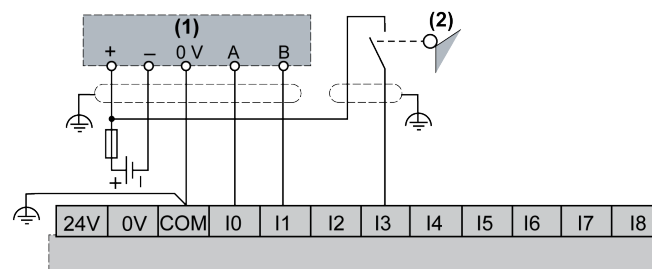 (1)
(2)
+ – 0 V A B
+ –
24V 0V COM I0 I1 I2 I3 I4 I5 I6 I7 I8